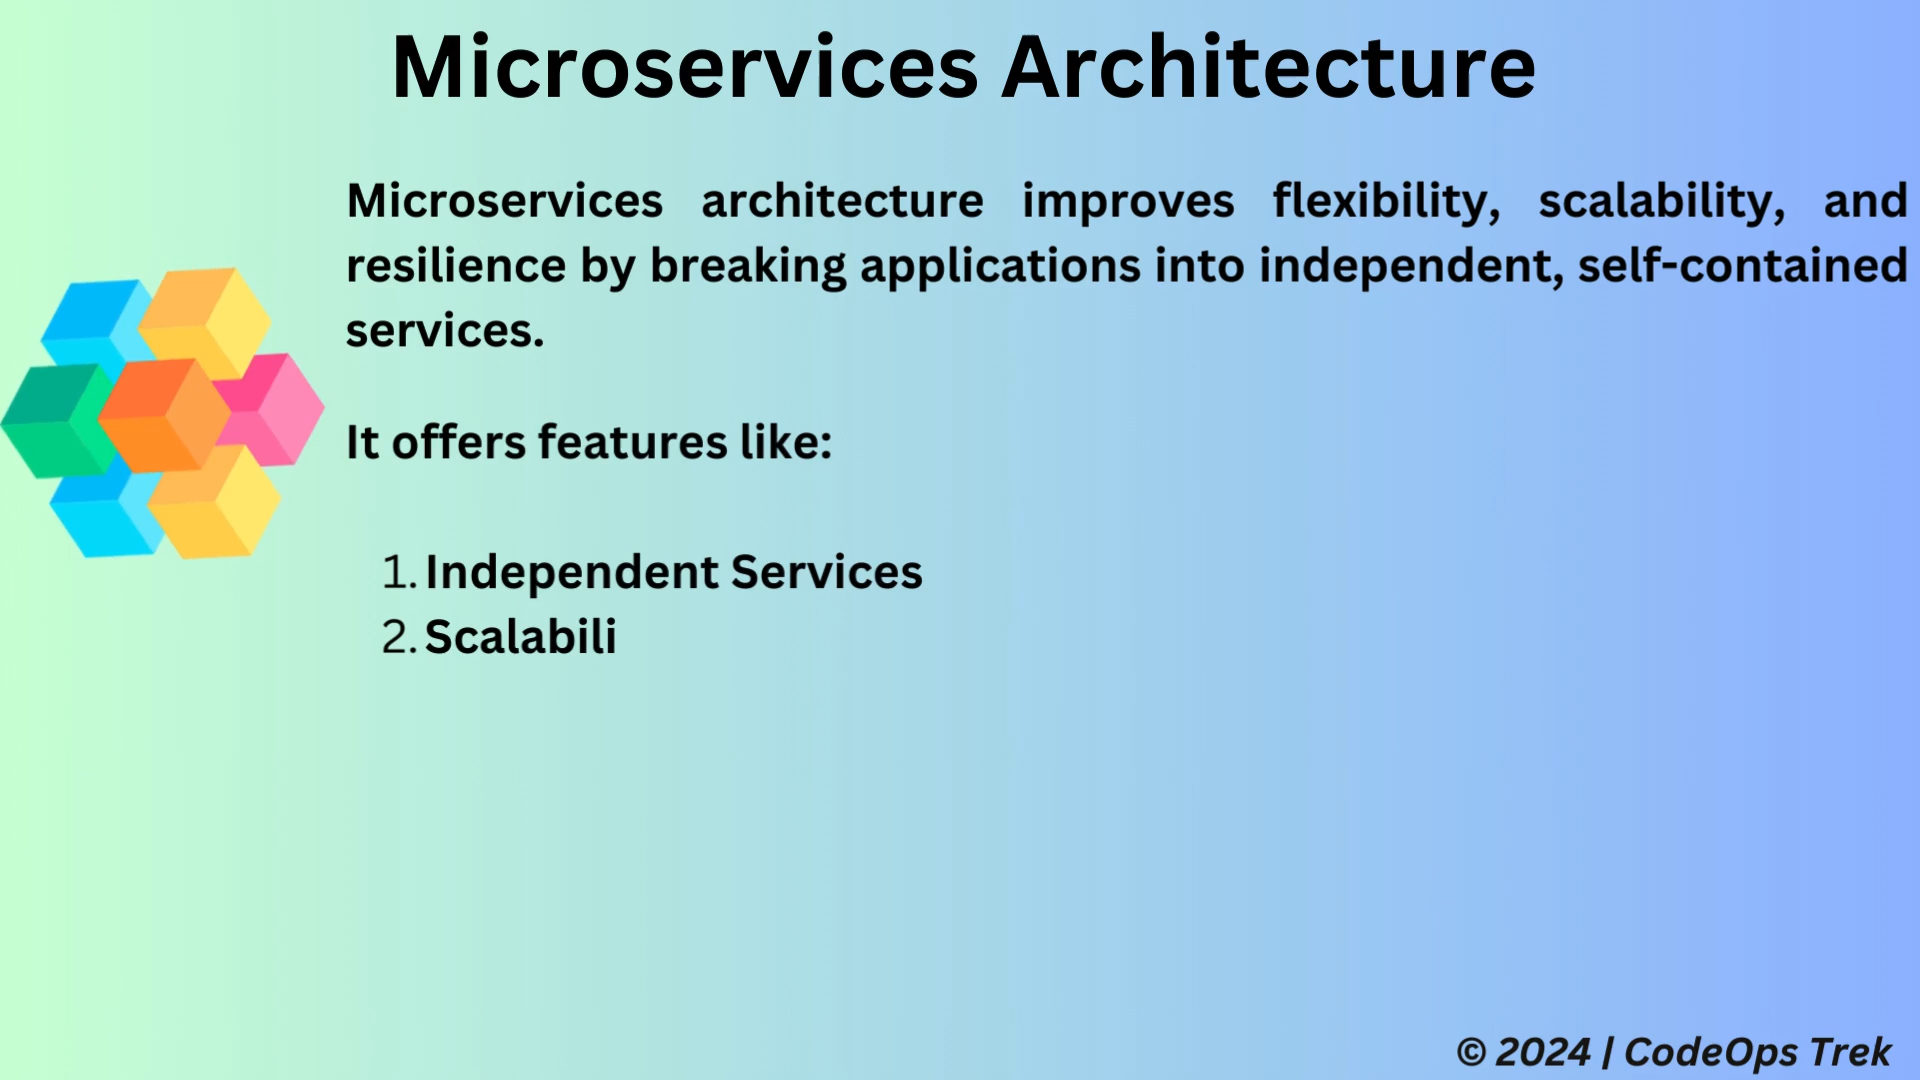 Microservices Architecture
Microservices architecture improves flexibility, scalability, and
resilience by breaking applications into independent, self-contained
services.
It offers features like:
1. Independent Services
2. Scalabili
© 2024 | CodeOps Trek